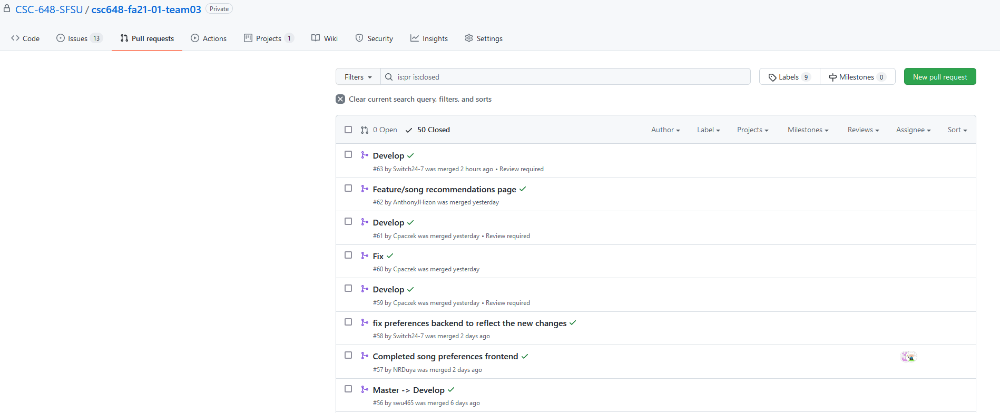 CSC-648-SFSU / csc648-fa21-01-team03 Private
Code Issues 13 Pull requests Actions Projects 1 Wiki Security Insights Settings
Filters is:pr is:closed Labels 9 Milestones 0 New pull request
Clear current search query, filters, and sorts
0 Open 50 Closed Author Label Projects Milestones Reviews Assignee Sort
Develop
#63 by Switch24-7 was merged 2 hours ago • Review required
Feature/song recommendations page
#62 by AnthonyJHizon was merged yesterday
Develop
#61 by Cpaczek was merged yesterday • Review required
Fix
#60 by Cpaczek was merged yesterday
Develop
#59 by Cpaczek was merged yesterday • Review required
fix preferences backend to reflect the new changes
#58 by Switch24-7 was merged 2 days ago
Completed song preferences frontend
#57 by NRDuya was merged 2 days ago
Master -> Develop
#56 by swu465 was merged 6 days ago